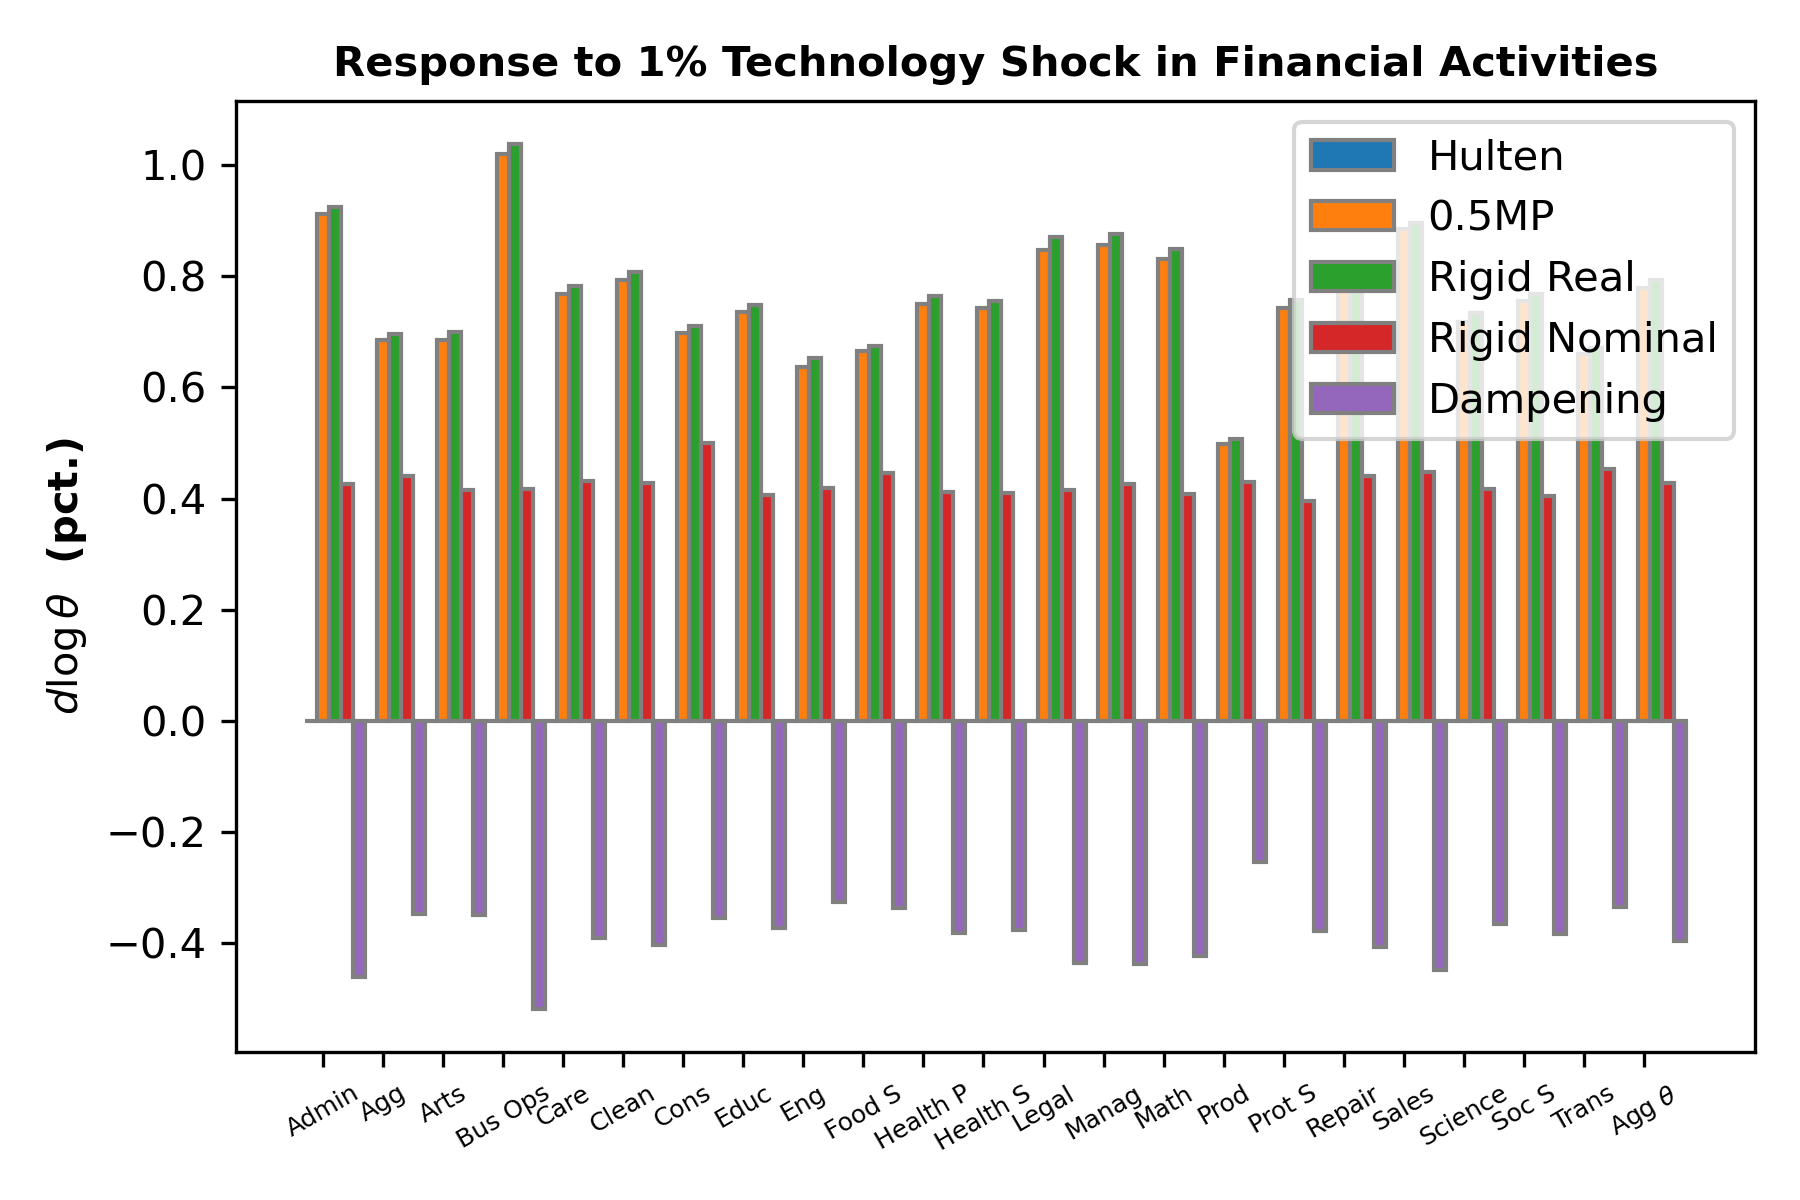 Response to 1% Technology Shock in Financial Activities
Hulten
0.5MP
Rigid Real
Rigid Nominal
Dampening
1.0
0.8
0.6
0.4
0.2
0.0
−0.2
−0.4
dlog θ (pct.)
Admin
Agg
Arts
Bus Ops
Care
Clean
Cons
Educ
Eng
Food S
Health P
Health S
Legal
Manag
Math
Prod
Prot S
Repair
Sales
Science
Soc S
Trans
Agg θ